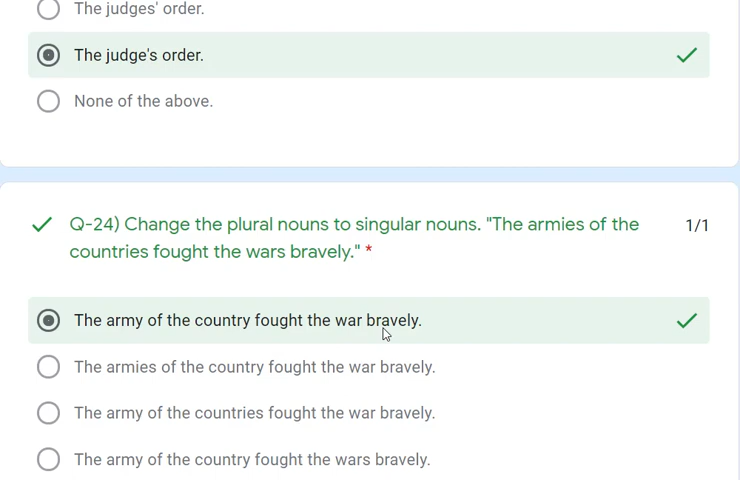 The judges' order.
The judge's order.
None of the above.
Q-24) Change the plural nouns to singular nouns. "The armies of the
countries fought the wars bravely." *
1/1
The army of the country fought the war bravely.
The armies of the country fought the war bravely.
The army of the countries fought the war bravely.
The army of the country fought the wars bravely.